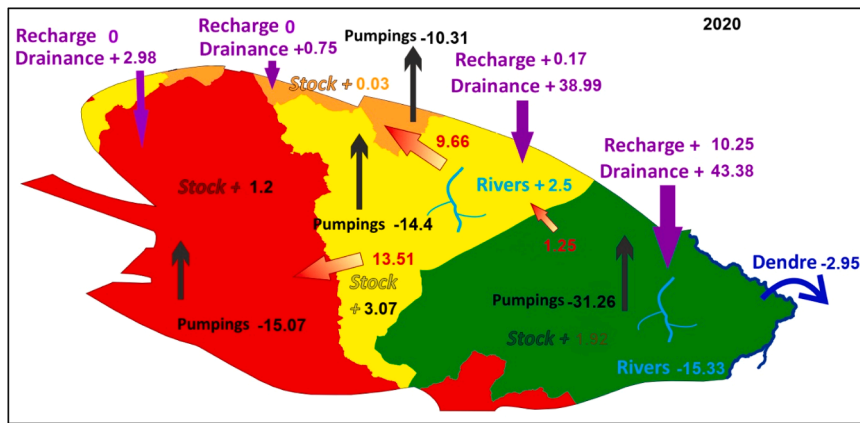 2020
Recharge 0
Drainance + 2.98
Recharge 0
Drainance +0.75
Pumpings -10.31
Stock + 0.03
Recharge + 0.17
Drainance + 38.99
9.66
Recharge + 10.25
Drainance + 43.38
Stock + 1.2
Rivers + 2.5
Pumpings -14.4
1.25
13.51
Dendre -2.95
Stock
+ 3.07
Pumpings -31.26
Pumpings -15.07
Stock + 1.92
Rivers -15.33